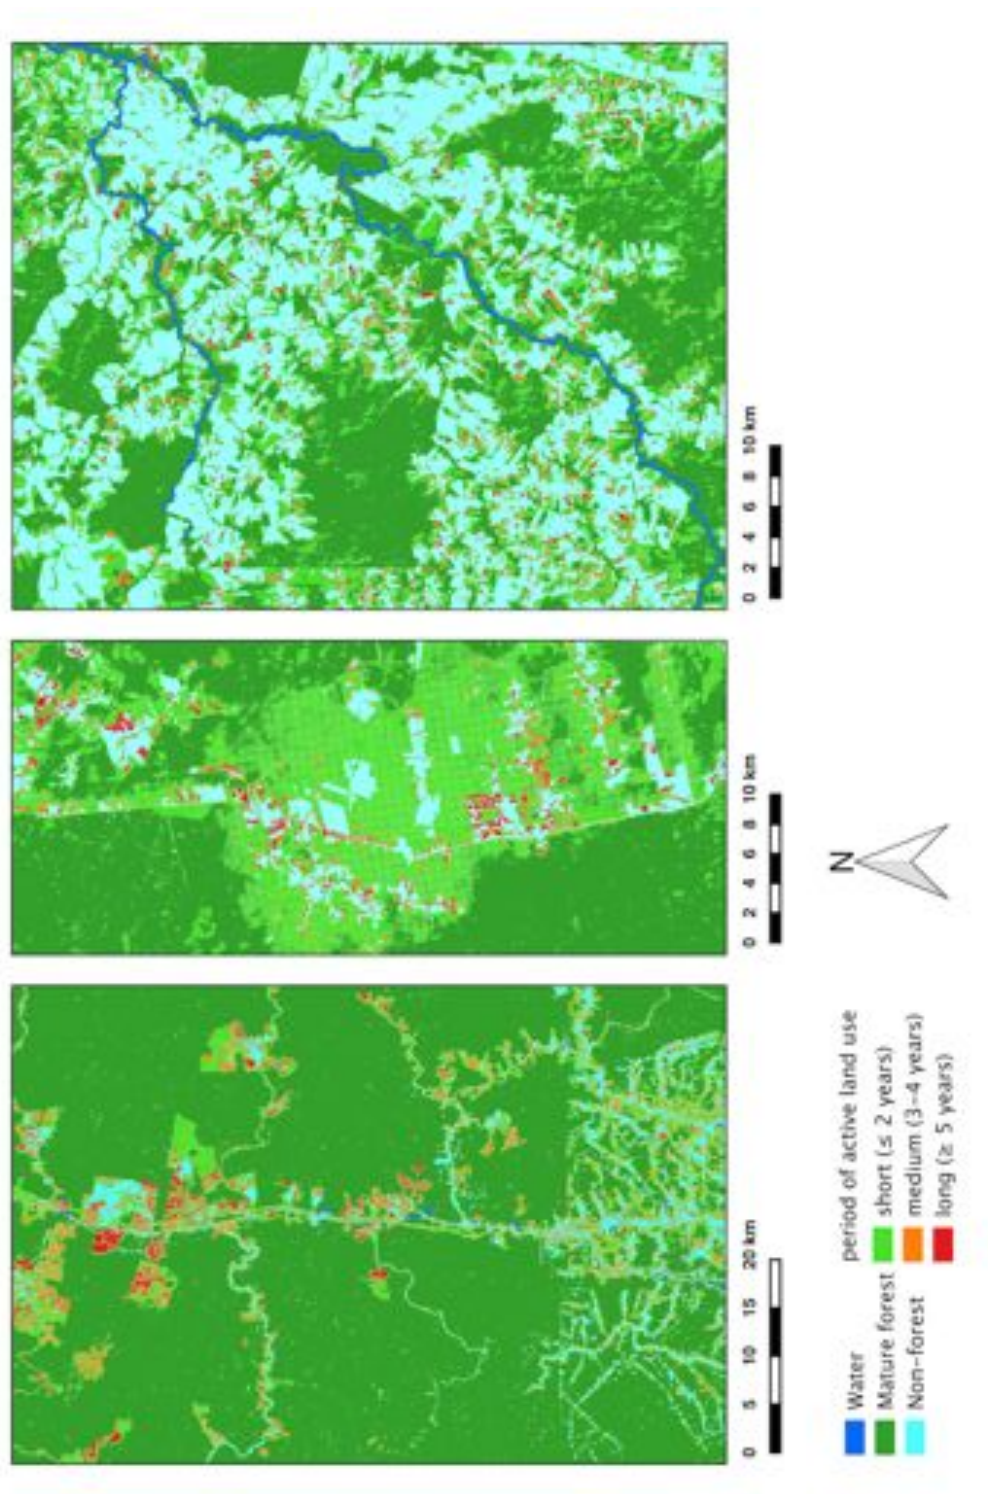 0 5 10 15 20 km
0 2 4 6 8 10 km
0 2 4 6 8 10 km
Water
Mature forest
Non-forest
period of active land use
short (≤ 2 years)
medium (3-4 years)
long (≥ 5 years)
N